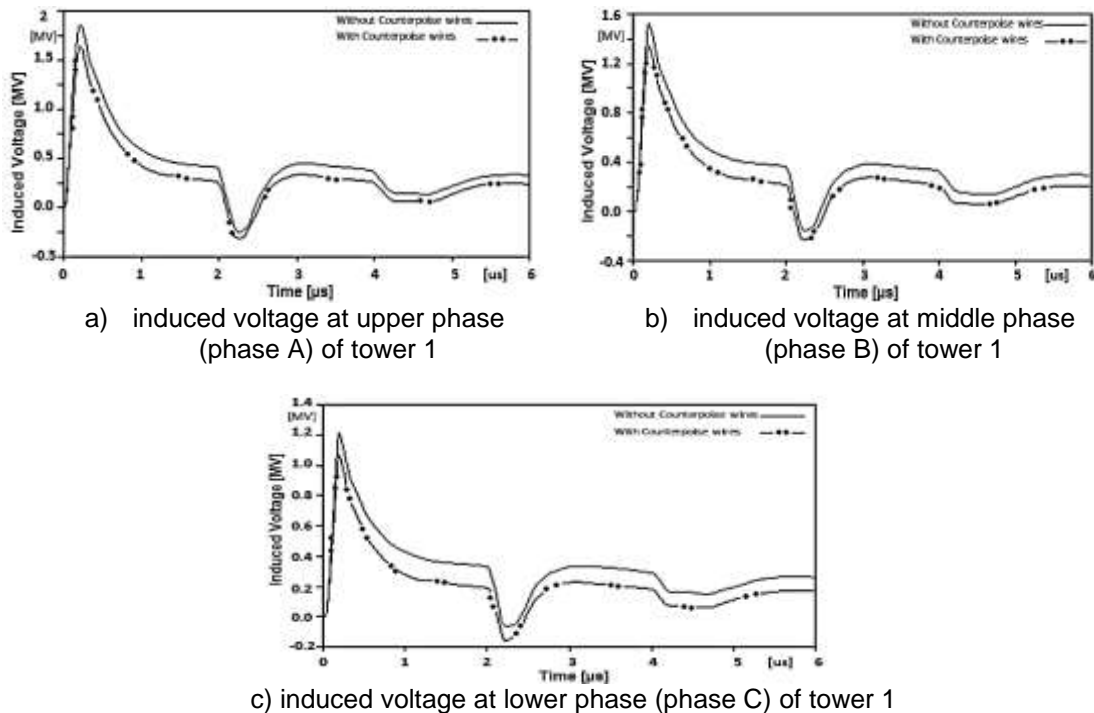 2
[MV]
1.5
1.0
0.5
0.0
-0.5
Induced Voltage [MV]
Without Counterpoise wires
With Counterpoise wires
0 1 2 3 4 5 [us] 6
Time [µs]
a) induced voltage at upper phase
(phase A) of tower 1
1.6
[MV]
1.2
0.8
0.4
0.0
-0.4
Induced Voltage [MV]
Without Counterpoise wires
With Counterpoise wires
0 1 2 3 4 5 [us] 6
Time [µs]
b) induced voltage at middle phase
(phase B) of tower 1
1.4
[MV]
1.2
1.0
0.8
0.6
0.4
0.2
0.0
-0.2
Induced Voltage [MV]
Without Counterpoise wires
With Counterpoise wires
0 1 2 3 4 5 [us] 6
Time [µs]
c) induced voltage at lower phase (phase C) of tower 1